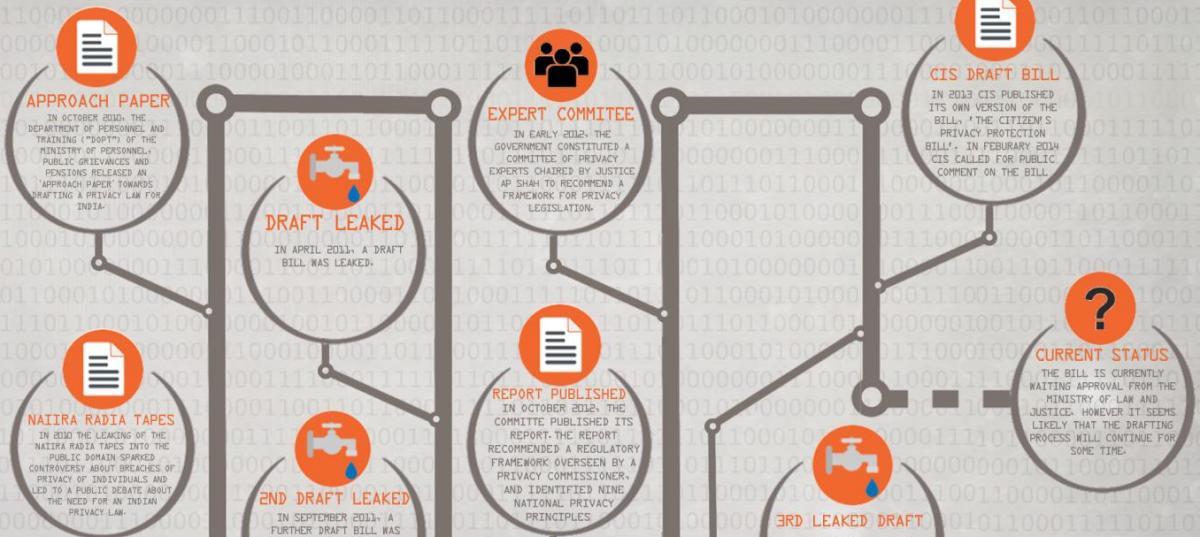 APPROACH PAPER
IN OCTOBER 2010, THE
DEPARTMENT OF PERSONNEL AND
TRAINING ("DOPT") OF THE
MINISTRY OF PERSONNEL,
PUBLIC GRIEVANCES AND
PENSIONS RELEASED AN
'APPROACH PAPER' TOWARDS
DRAFTING A PRIVACY LAW FOR
INDIA.
NAIIRA RADIA TAPES
IN 2010 THE LEAKING OF THE
NAIIRA RADIA TAPES INTO THE
PUBLIC DOMAIN SPARKED
CONTROVERSY ABOUT BREACHES OF
PRIVACY OF INDIVIDUALS AND
LED TO A PUBLIC DEBATE ABOUT
THE NEED FOR AN INDIAN
PRIVACY LAW.
DRAFT LEAKED
IN APRIL 2011, A DRAFT
BILL WAS LEAKED.
2ND DRAFT LEAKED
IN SEPTEMBER 2011, A
FURTHER DRAFT BILL WAS
EXPERT COMMITEE
IN EARLY 2012, THE
GOVERNMENT CONSTITUTED A
COMMITTEE OF PRIVACY
EXPERTS CHAIRED BY JUSTICE
AP SHAH TO RECOMMEND A
FRAMEWORK FOR PRIVACY
LEGISLATION.
REPORT PUBLISHED
IN OCTOBER 2012, THE
COMMITTE PUBLISHED ITS
REPORT.THE REPORT
RECOMMENDED A REGULATORY
FRAMEWORK OVERSEEN BY A
PRIVACY COMMISSIONER,
AND IDENTIFIED NINE
NATIONAL PRIVACY
PRINCIPLES
CIS DRAFT BILL
IN 2013 CIS PUBLISHED
ITS OWN VERSION OF THE
BILL, 'THE CITIZEN'S
PRIVACY PROTECTION
BILL'. IN FEBURARY 2014
CIS CALLED FOR PUBLIC
COMMENT ON THE BILL
3RD LEAKED DRAFT
?
CURRENT STATUS
THE BILL IS CURRENTLY
WAITING APPROVAL FROM THE
MINISTRY OF LAW AND
JUSTICE. HOWEVER IT SEEMS
LIKELY THAT THE DRAFTING
PROCESS WILL CONTINUE FOR
SOME TIME.